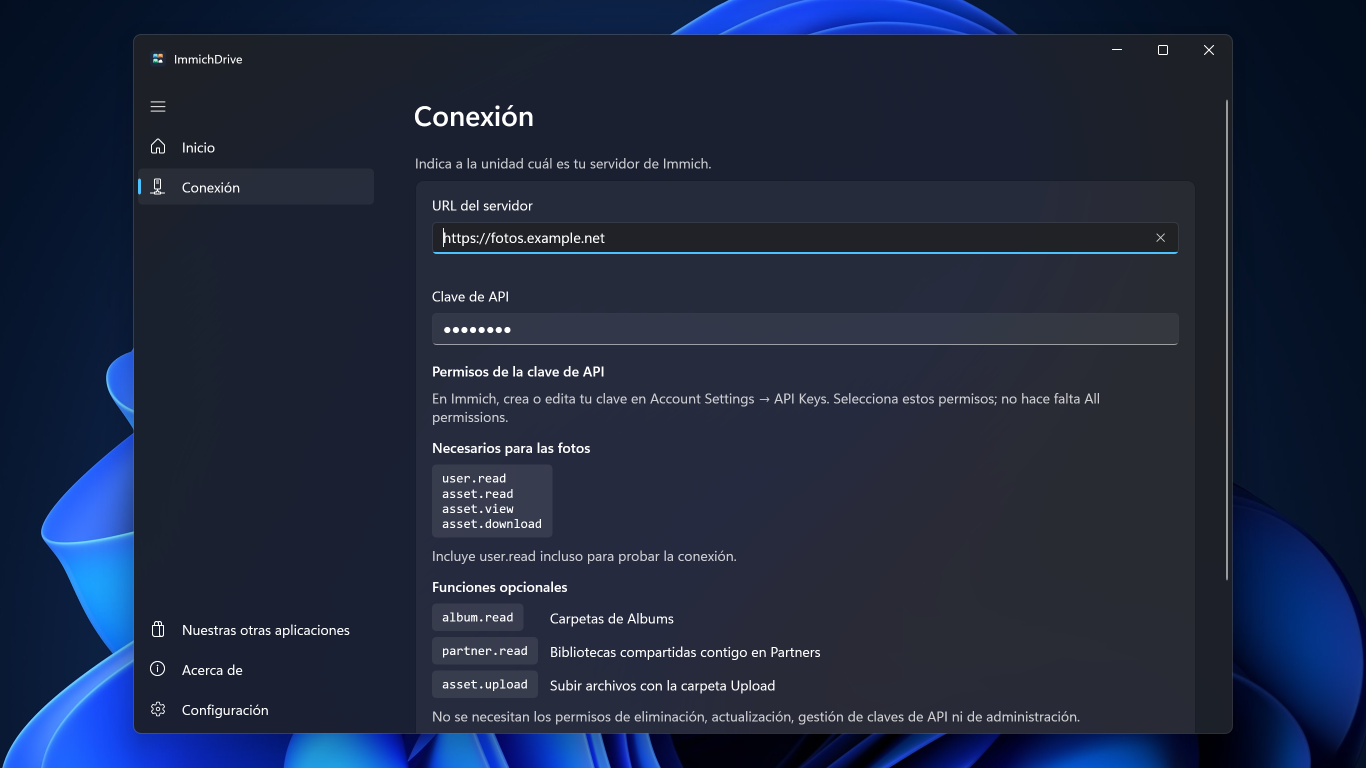 ImmichDrive
Inicio
Conexión
Nuestras otras aplicaciones
Acerca de
Configuración
Conexión
Indica a la unidad cuál es tu servidor de Immich.
URL del servidor
https://fotos.example.net
Clave de API
●●●●●●●●
Permisos de la clave de API
En Immich, crea o edita tu clave en Account Settings → API Keys. Selecciona estos permisos; no hace falta All
permissions.
Necesarios para las fotos
user.read
asset.read
asset.view
asset.download
Incluye user.read incluso para probar la conexión.
Funciones opcionales
album.read Carpetas de Albums
partner.read Bibliotecas compartidas contigo en Partners
asset.upload Subir archivos con la carpeta Upload
No se necesitan los permisos de eliminación, actualización, gestión de claves de API ni de administración.